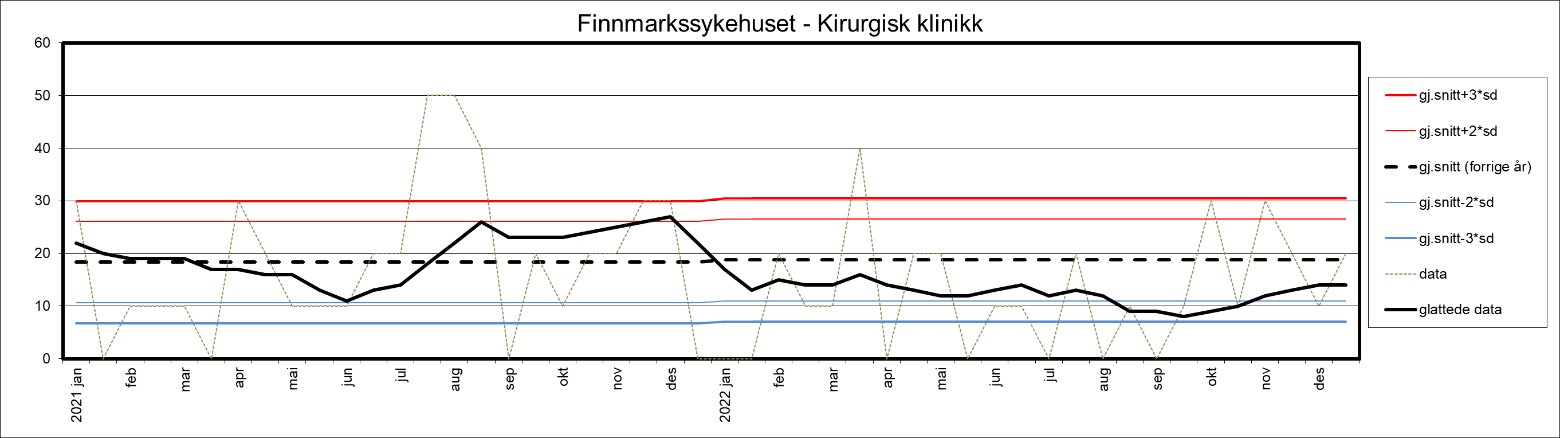 Finnmarkssykehuset - Kirurgisk klinikk
60
50
40
30
20
10
0
2021 jan
feb
mar
apr
mai
jun
jul
aug
sep
okt
nov
des
2022 jan
feb
mar
apr
mai
jun
jul
aug
sep
okt
nov
des
gj.snitt+3*sd
gj.snitt+2*sd
gj.snitt (forrige år)
gj.snitt-2*sd
gj.snitt-3*sd
data
glattede data